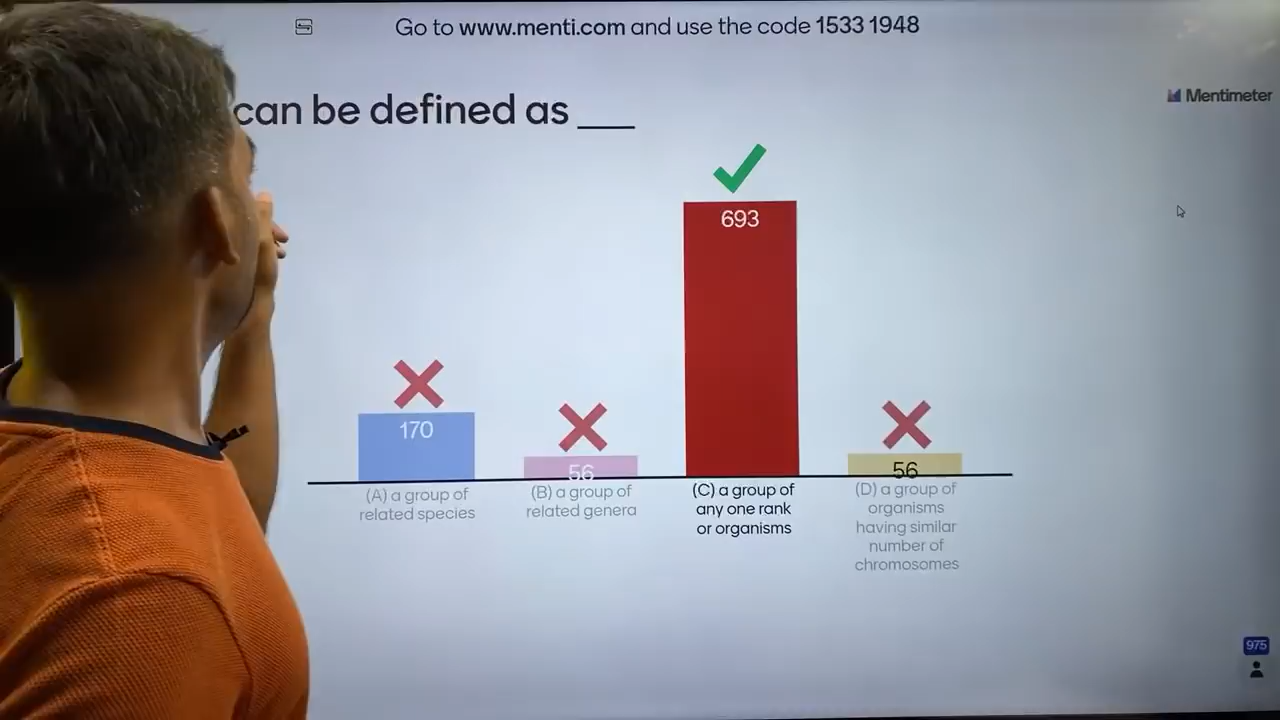 Go to www.menti.com and use the code 1533 1948
Mentimeter
can be defined as ___
693
170
56
56
(A) a group of
related species
(B) a group of
related genera
(C) a group of
any one rank
or organisms
(D) a group of
organisms
having similar
number of
chromosomes
975